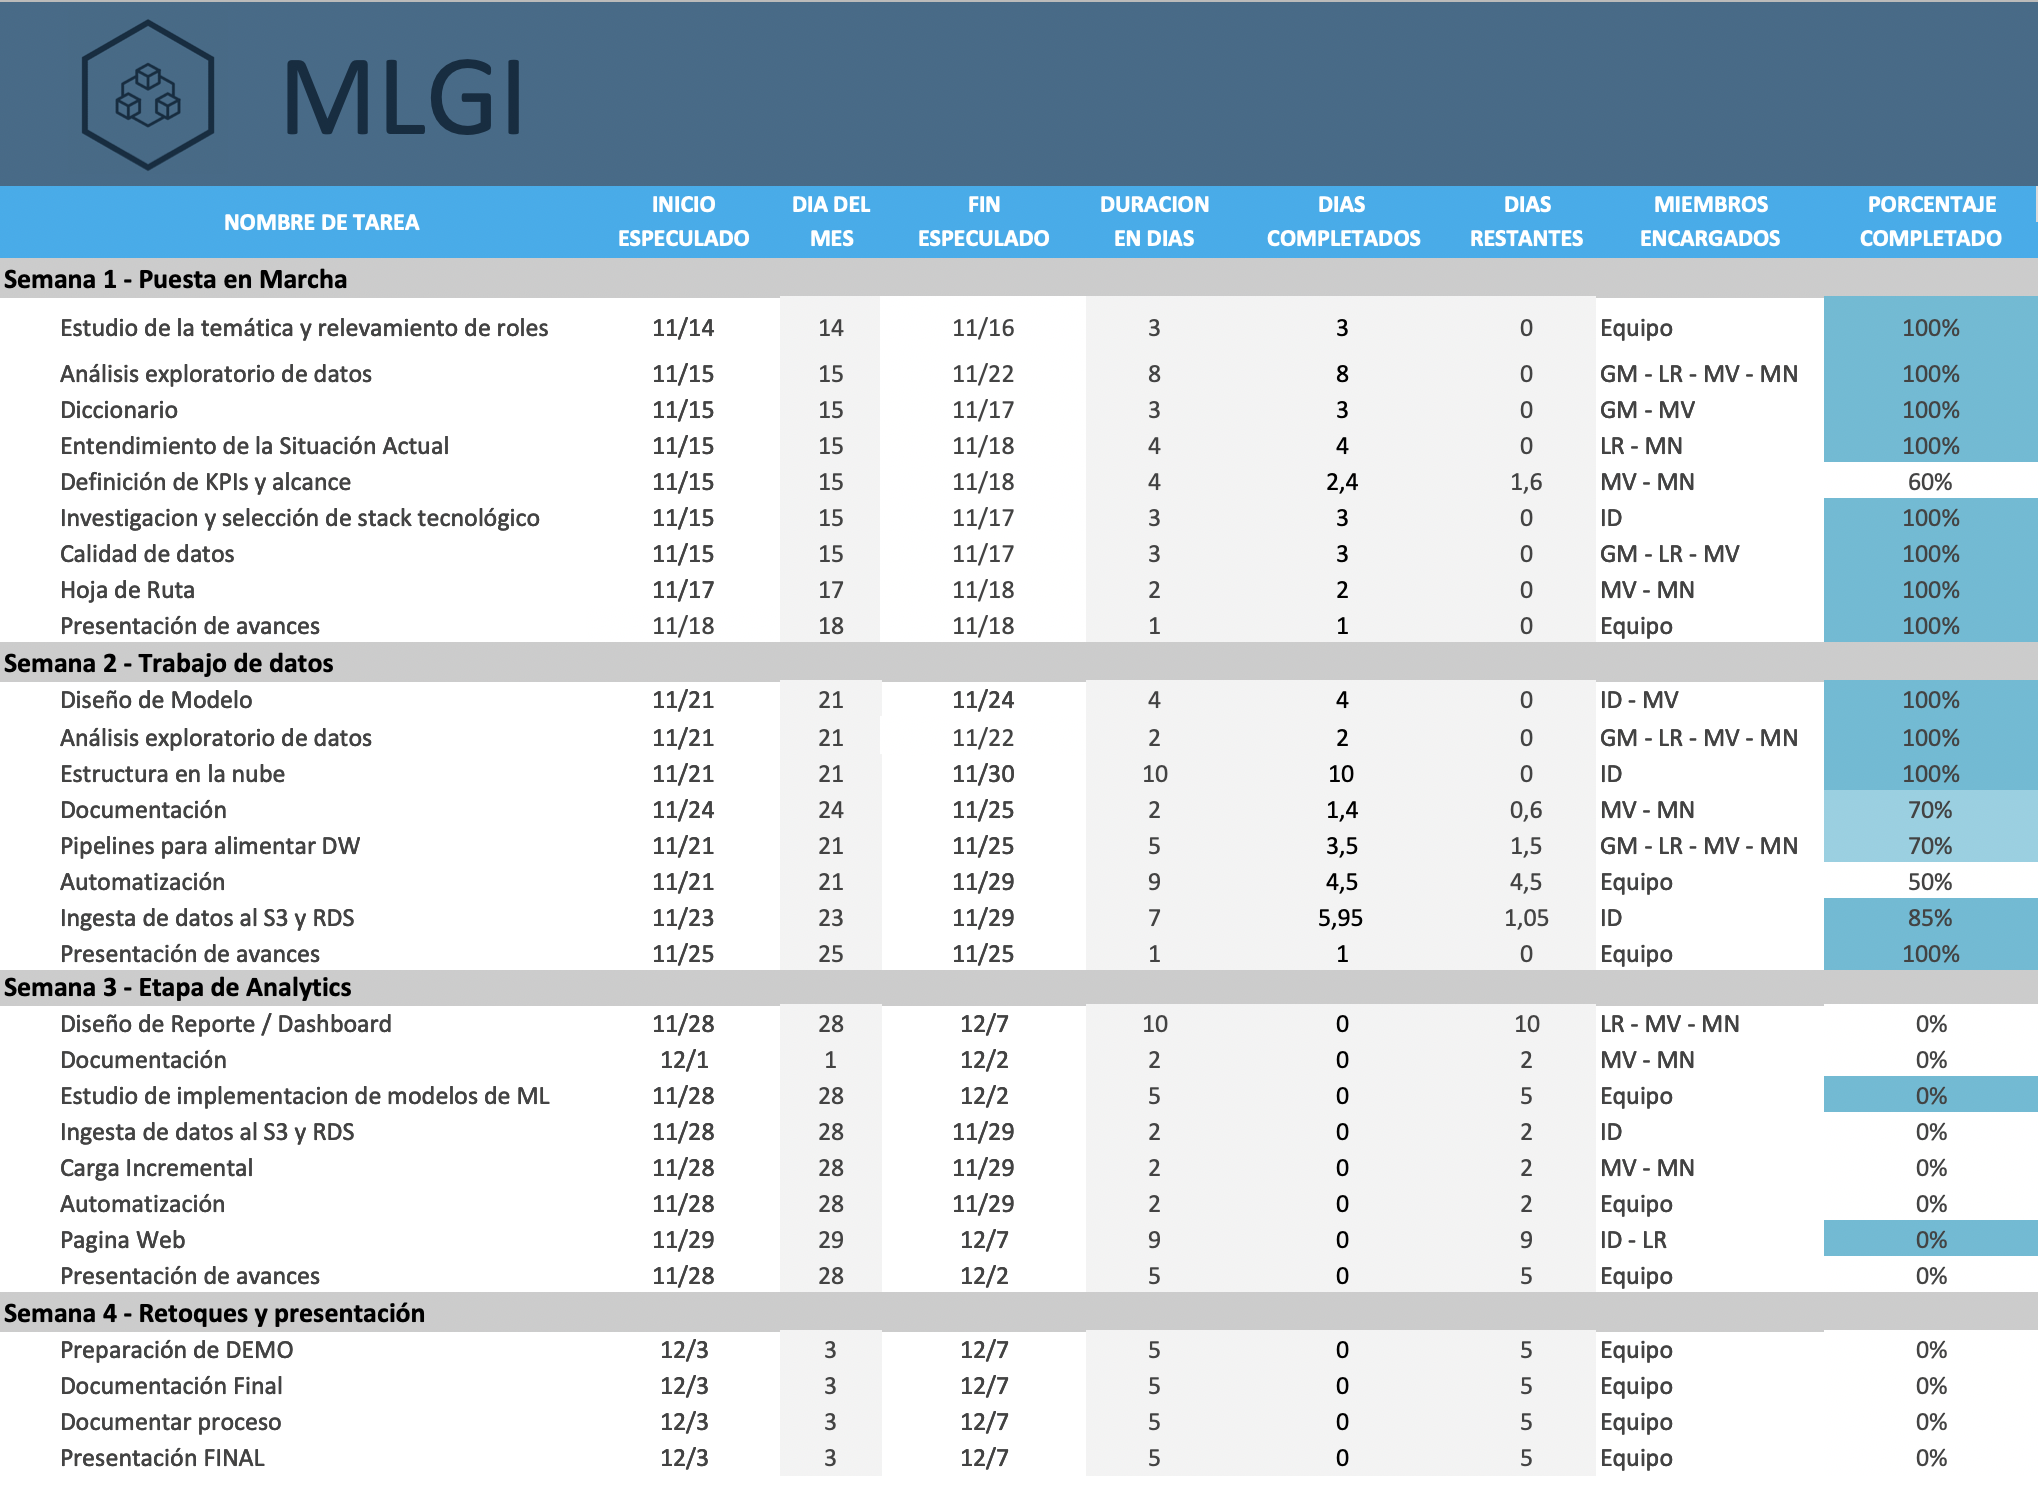 MLGI
NOMBRE DE TAREA INICIO ESPECULADO DIA DEL MES FIN ESPECULADO DURACION EN DIAS DIAS COMPLETADOS DIAS RESTANTES MIEMBROS ENCARGADOS PORCENTAJE COMPLETADO
Semana 1 - Puesta en Marcha
Estudio de la temática y relevamiento de roles 11/14 14 11/16 3 3 0 Equipo 100%
Análisis exploratorio de datos 11/15 15 11/22 8 8 0 GM - LR - MV - MN 100%
Diccionario 11/15 15 11/17 3 3 0 GM - MV 100%
Entendimiento de la Situación Actual 11/15 15 11/18 4 4 0 LR - MN 100%
Definición de KPIs y alcance 11/15 15 11/18 4 2,4 1,6 MV - MN 60%
Investigacion y selección de stack tecnológico 11/15 15 11/17 3 3 0 ID 100%
Calidad de datos 11/15 15 11/17 3 3 0 GM - LR - MV 100%
Hoja de Ruta 11/17 17 11/18 2 2 0 MV - MN 100%
Presentación de avances 11/18 18 11/18 1 1 0 Equipo 100%
Semana 2 - Trabajo de datos
Diseño de Modelo 11/21 21 11/24 4 4 0 ID - MV 100%
Análisis exploratorio de datos 11/21 21 11/22 2 2 0 GM - LR - MV - MN 100%
Estructura en la nube 11/21 21 11/30 10 10 0 ID 100%
Documentación 11/24 24 11/25 2 1,4 0,6 MV - MN 70%
Pipelines para alimentar DW 11/21 21 11/25 5 3,5 1,5 GM - LR - MV - MN 70%
Automatización 11/21 21 11/29 9 4,5 4,5 Equipo 50%
Ingesta de datos al S3 y RDS 11/23 23 11/29 7 5,95 1,05 ID 85%
Presentación de avances 11/25 25 11/25 1 1 0 Equipo 100%
Semana 3 - Etapa de Analytics
Diseño de Reporte / Dashboard 11/28 28 12/7 10 0 10 LR - MV - MN 0%
Documentación 12/1 1 12/2 2 0 2 MV - MN 0%
Estudio de implementacion de modelos de ML 11/28 28 12/2 5 0 5 Equipo 0%
Ingesta de datos al S3 y RDS 11/28 28 11/29 2 0 2 ID 0%
Carga Incremental 11/28 28 11/29 2 0 2 MV - MN 0%
Automatización 11/28 28 11/29 2 0 2 Equipo 0%
Pagina Web 11/29 29 12/7 9 0 9 ID - LR 0%
Presentación de avances 11/28 28 12/2 5 0 5 Equipo 0%
Semana 4 - Retoques y presentación
Preparación de DEMO 12/3 3 12/7 5 0 5 Equipo 0%
Documentación Final 12/3 3 12/7 5 0 5 Equipo 0%
Documentar proceso 12/3 3 12/7 5 0 5 Equipo 0%
Presentación FINAL 12/3 3 12/7 5 0 5 Equipo 0%